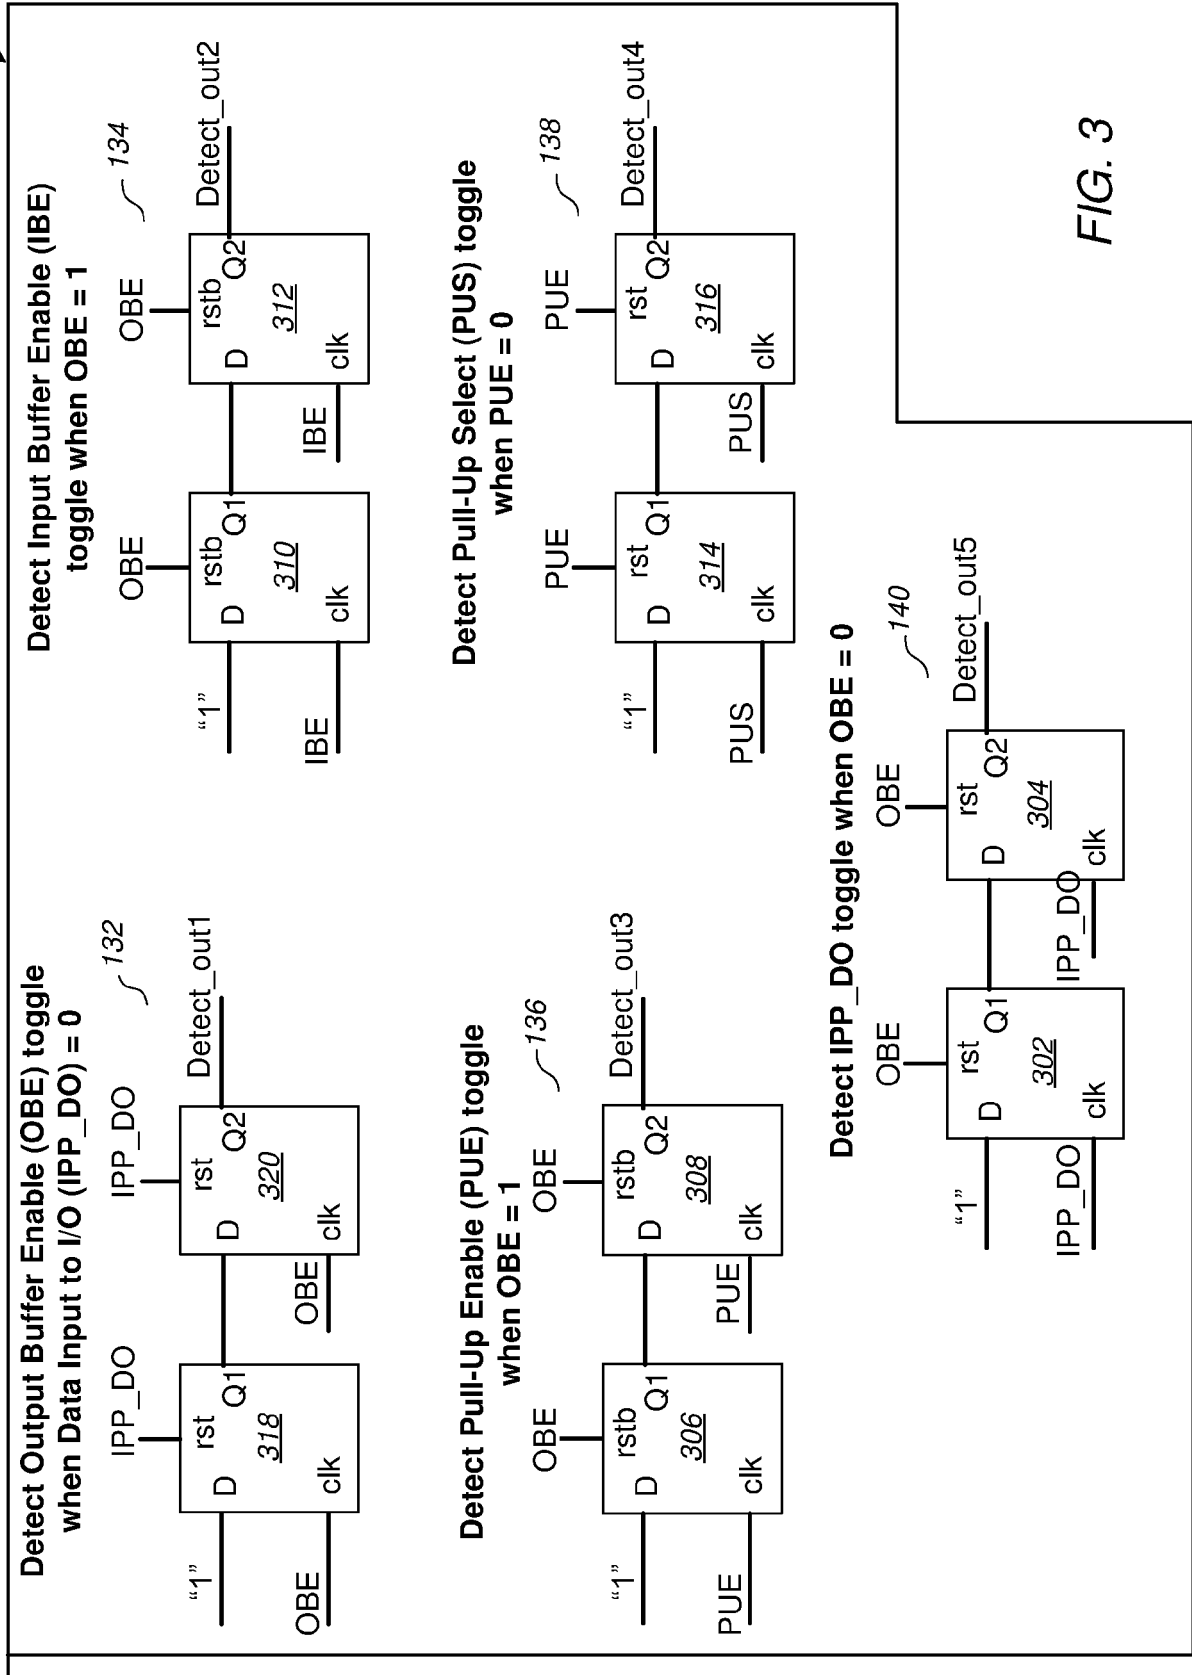 Detect Output Buffer Enable (OBE) toggle
when Data Input to I/O (IPP_DO) = 0
132
IPP_DO
IPP_DO
"1"
D
rst
Q1
318
clk
OBE
D
rst
Q2
320
clk
OBE
Detect_out1
Detect Input Buffer Enable (IBE)
toggle when OBE = 1
134
OBE
OBE
“1”
D
rstb
Q1
310
clk
IBE
D
rstb
Q2
312
clk
IBE
Detect_out2
Detect Pull-Up Enable (PUE) toggle
when OBE = 1
136
OBE
OBE
“1”
D
rstb
Q1
306
clk
PUE
D
rstb
Q2
308
clk
PUE
Detect_out3
Detect Pull-Up Select (PUS) toggle
when PUE = 0
138
PUE
PUE
“1”
D
rst
Q1
314
clk
PUS
D
rst
Q2
316
clk
PUS
Detect_out4
Detect IPP_DO toggle when OBE = 0
140
OBE
OBE
“1”
D
rst
Q1
302
clk
IPP_DO
D
rst
Q2
304
clk
IPP_DO
Detect_out5
FIG. 3